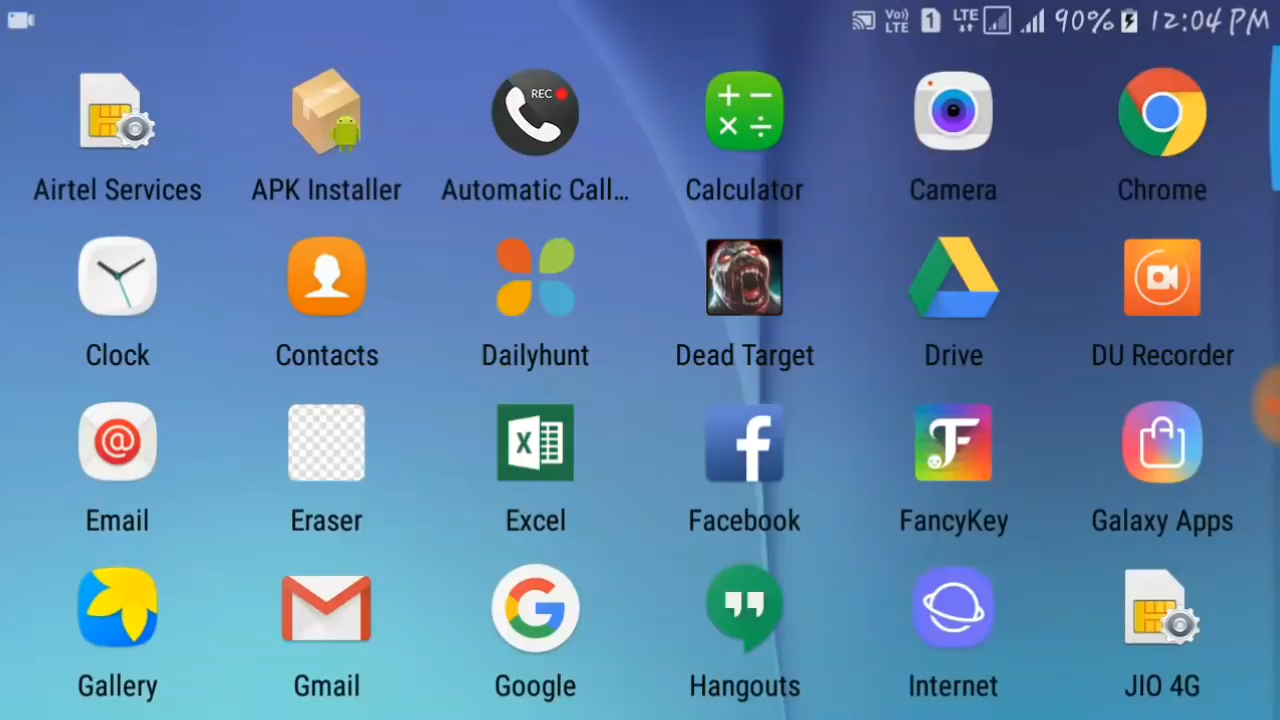 Vo) LTE 1 LTE 90% 12:04 PM
REC
Airtel Services APK Installer Automatic Call... Calculator Camera Chrome
Clock Contacts Dailyhunt Dead Target Drive DU Recorder
@ X f F
Email Eraser Excel Facebook FancyKey Galaxy Apps
G
Gallery Gmail Google Hangouts Internet JIO 4G